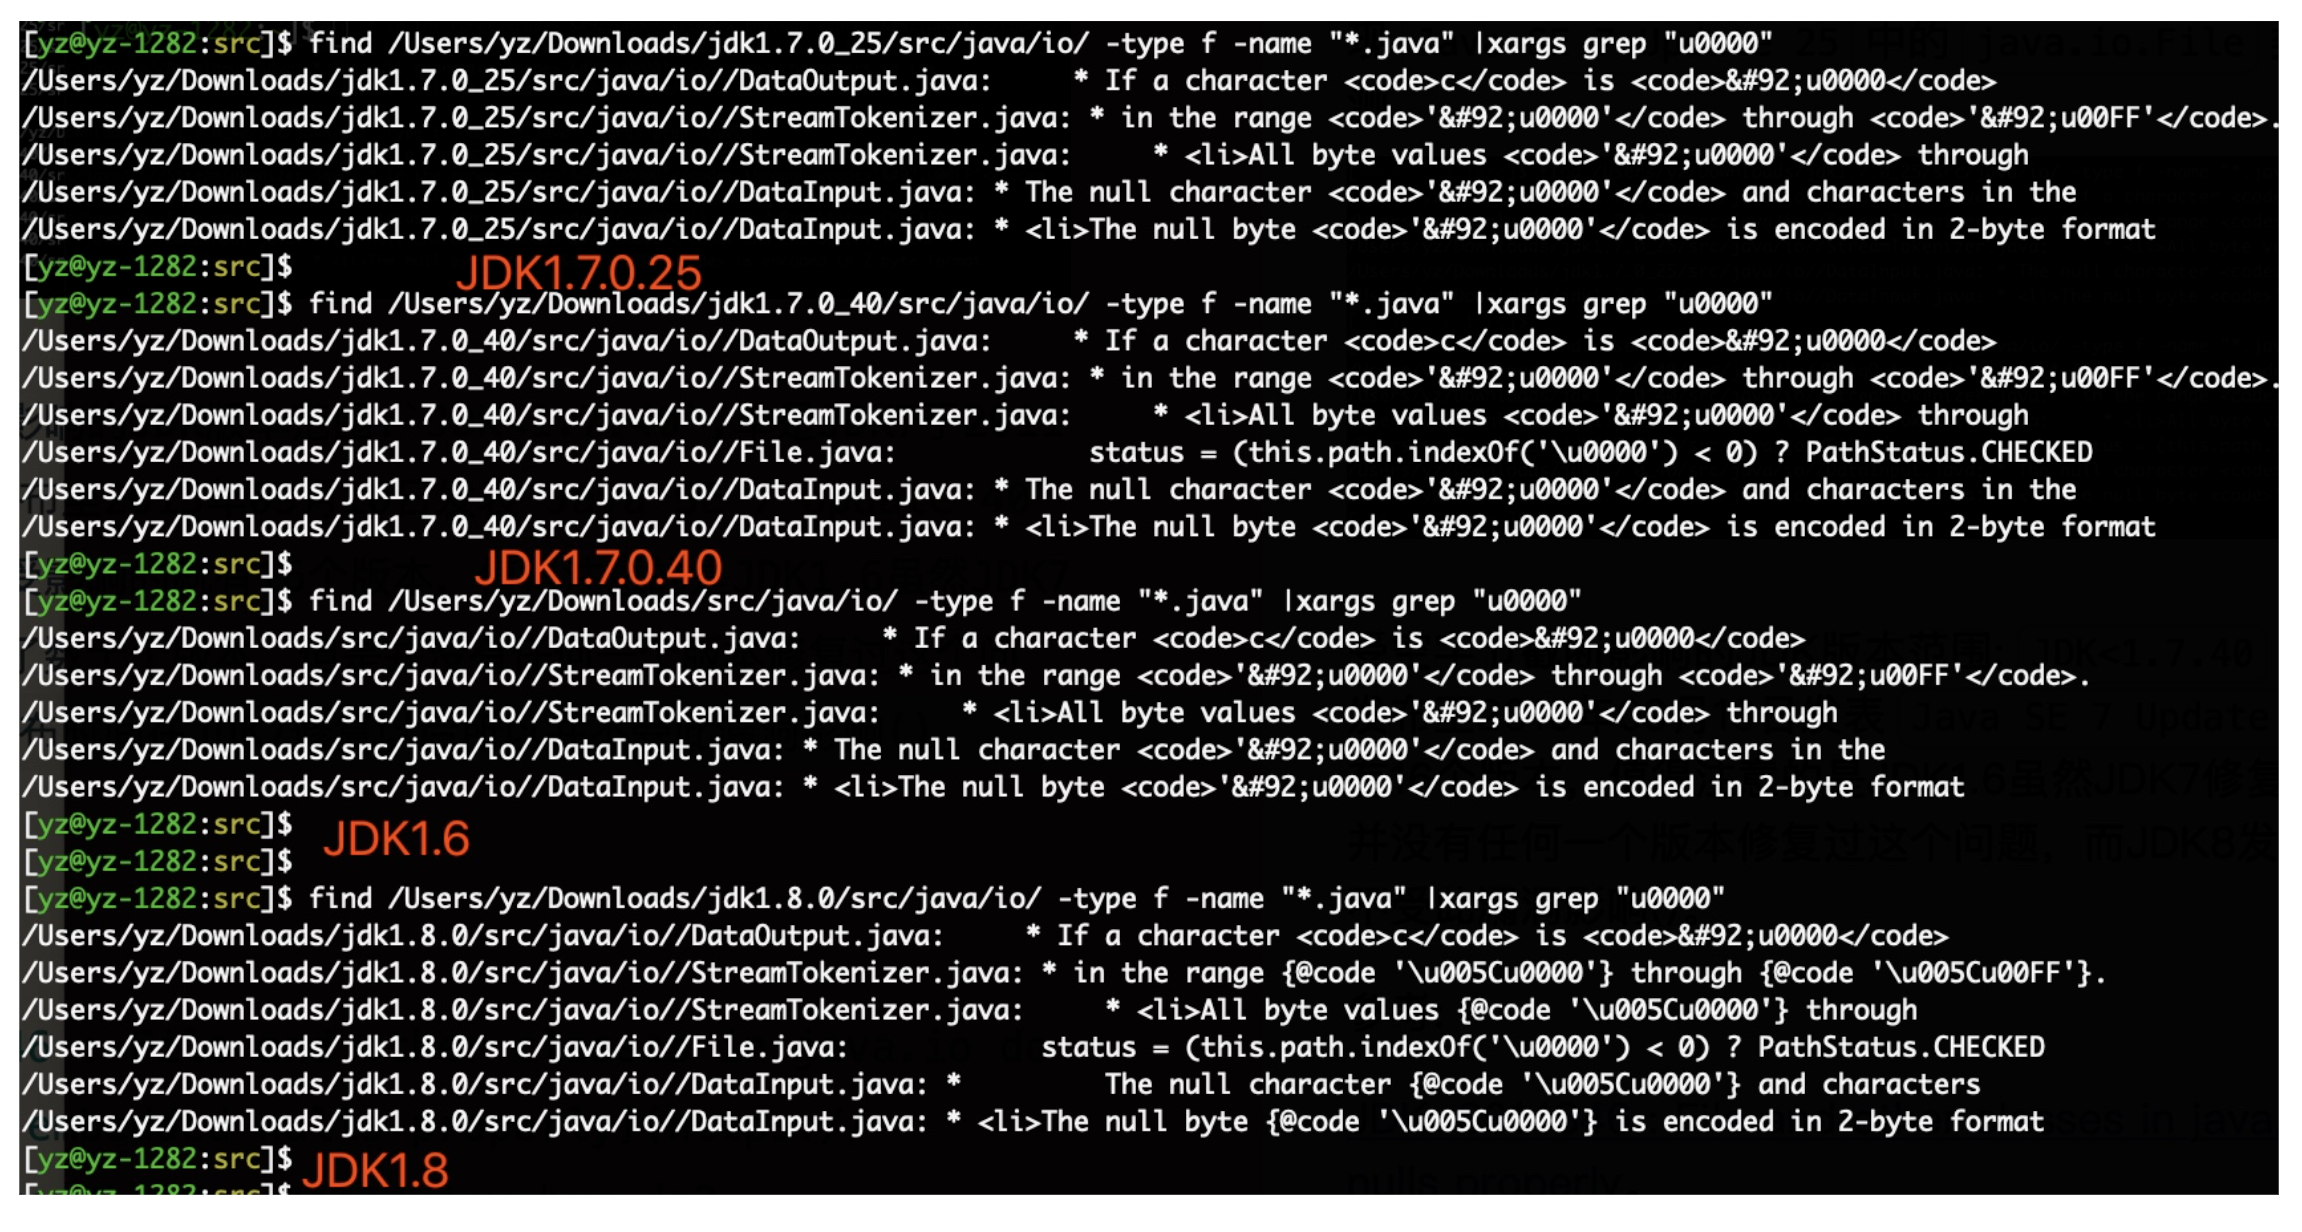 [yz@yz-1282:src]$ find /Users/yz/Downloads/jdk1.7.0_25/src/java/io/ -type f -name "*.java" |xargs grep "u0000"
/Users/yz/Downloads/jdk1.7.0_25/src/java/io//DataOutput.java:     * If a character <code>c</code> is <code>&#92;u0000</code>
/Users/yz/Downloads/jdk1.7.0_25/src/java/io//StreamTokenizer.java: * in the range <code>'&#92;u0000'</code> through <code>'&#92;u00FF'</code>.
/Users/yz/Downloads/jdk1.7.0_25/src/java/io//StreamTokenizer.java:     * <li>All byte values <code>'&#92;u0000'</code> through
/Users/yz/Downloads/jdk1.7.0_25/src/java/io//DataInput.java: * The null character <code>'&#92;u0000'</code> and characters in the
/Users/yz/Downloads/jdk1.7.0_25/src/java/io//DataInput.java: * <li>The null byte <code>'&#92;u0000'</code> is encoded in 2-byte format
[yz@yz-1282:src]$
JDK1.7.0.25
[yz@yz-1282:src]$ find /Users/yz/Downloads/jdk1.7.0_40/src/java/io/ -type f -name "*.java" |xargs grep "u0000"
/Users/yz/Downloads/jdk1.7.0_40/src/java/io//DataOutput.java:     * If a character <code>c</code> is <code>&#92;u0000</code>
/Users/yz/Downloads/jdk1.7.0_40/src/java/io//StreamTokenizer.java: * in the range <code>'&#92;u0000'</code> through <code>'&#92;u00FF'</code>.
/Users/yz/Downloads/jdk1.7.0_40/src/java/io//StreamTokenizer.java:     * <li>All byte values <code>'&#92;u0000'</code> through
/Users/yz/Downloads/jdk1.7.0_40/src/java/io//File.java:            status = (this.path.indexOf('\u0000') < 0) ? PathStatus.CHECKED
/Users/yz/Downloads/jdk1.7.0_40/src/java/io//DataInput.java: * The null character <code>'&#92;u0000'</code> and characters in the
/Users/yz/Downloads/jdk1.7.0_40/src/java/io//DataInput.java: * <li>The null byte <code>'&#92;u0000'</code> is encoded in 2-byte format
[yz@yz-1282:src]$
JDK1.7.0.40
[yz@yz-1282:src]$ find /Users/yz/Downloads/src/java/io/ -type f -name "*.java" |xargs grep "u0000"
/Users/yz/Downloads/src/java/io//DataOutput.java:     * If a character <code>c</code> is <code>&#92;u0000</code>
/Users/yz/Downloads/src/java/io//StreamTokenizer.java: * in the range <code>'&#92;u0000'</code> through <code>'&#92;u00FF'</code>.
/Users/yz/Downloads/src/java/io//StreamTokenizer.java:     * <li>All byte values <code>'&#92;u0000'</code> through
/Users/yz/Downloads/src/java/io//DataInput.java: * The null character <code>'&#92;u0000'</code> and characters in the
/Users/yz/Downloads/src/java/io//DataInput.java: * <li>The null byte <code>'&#92;u0000'</code> is encoded in 2-byte format
[yz@yz-1282:src]$
JDK1.6
[yz@yz-1282:src]$
[yz@yz-1282:src]$ find /Users/yz/Downloads/jdk1.8.0/src/java/io/ -type f -name "*.java" |xargs grep "u0000"
/Users/yz/Downloads/jdk1.8.0/src/java/io//DataOutput.java:     * If a character <code>c</code> is <code>&#92;u0000</code>
/Users/yz/Downloads/jdk1.8.0/src/java/io//StreamTokenizer.java: * in the range {@code '\u005Cu0000'} through {@code '\u005Cu00FF'}.
/Users/yz/Downloads/jdk1.8.0/src/java/io//StreamTokenizer.java:     * <li>All byte values {@code '\u005Cu0000'} through
/Users/yz/Downloads/jdk1.8.0/src/java/io//File.java:            status = (this.path.indexOf('\u0000') < 0) ? PathStatus.CHECKED
/Users/yz/Downloads/jdk1.8.0/src/java/io//DataInput.java: *         The null character {@code '\u005Cu0000'} and characters
/Users/yz/Downloads/jdk1.8.0/src/java/io//DataInput.java: * <li>The null byte {@code '\u005Cu0000'} is encoded in 2-byte format
[yz@yz-1282:src]$
JDK1.8
[yz@yz-1282:src]$